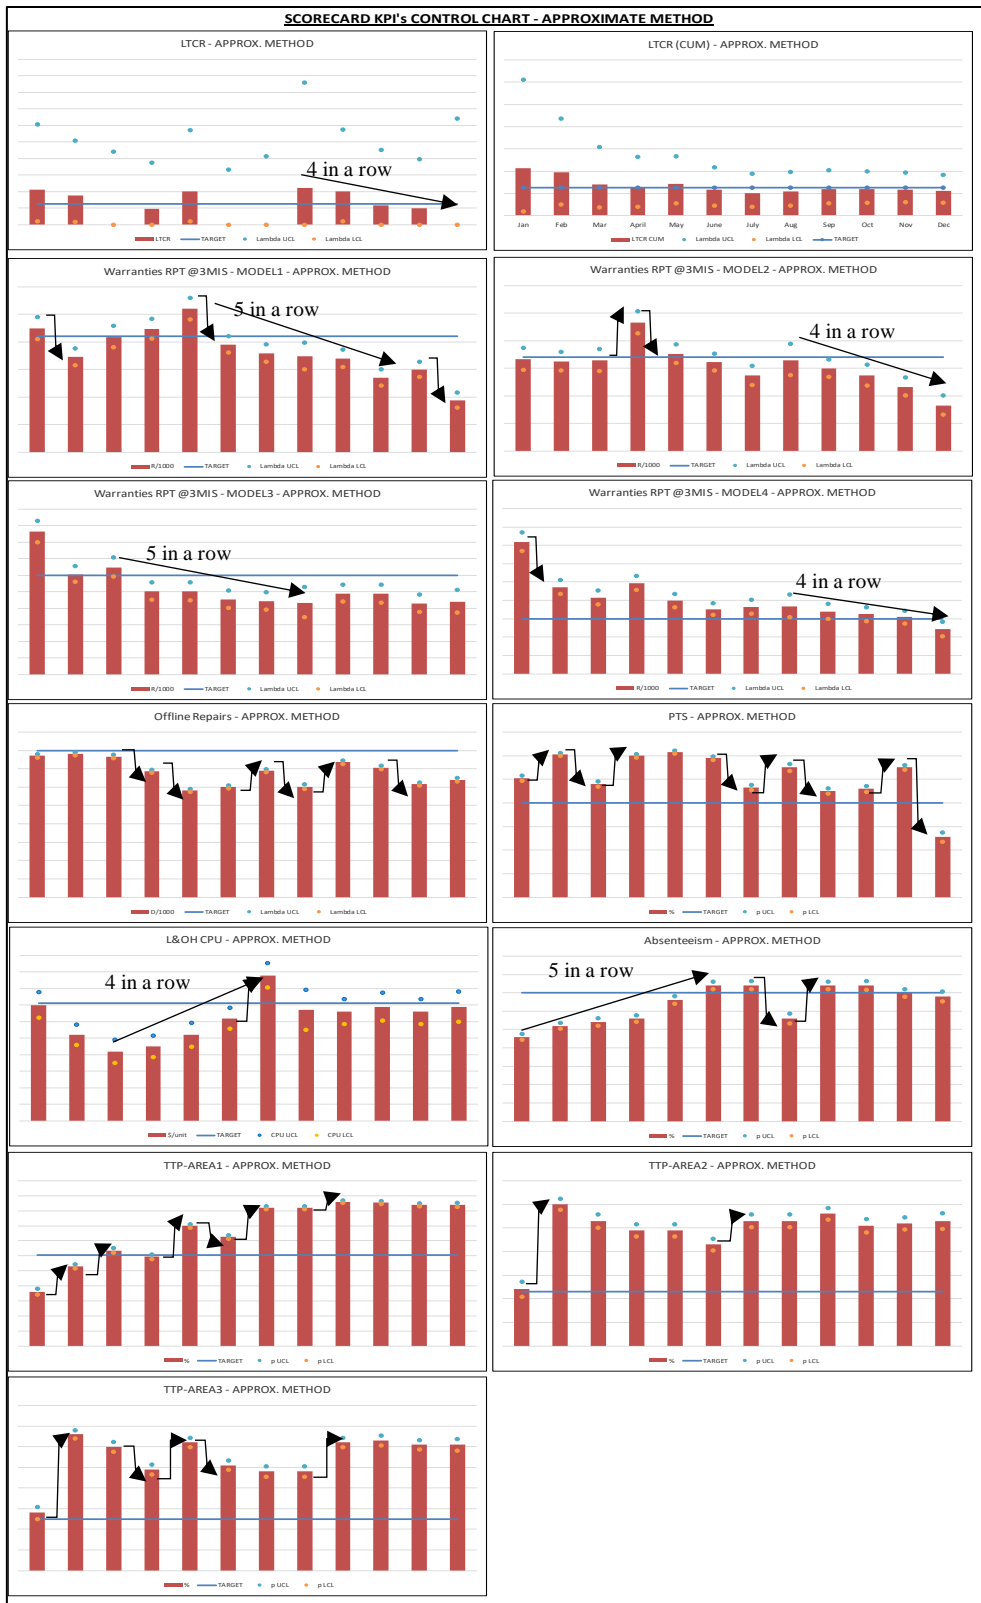 SCORECARD KPI's CONTROL CHART - APPROXIMATE METHOD
LTCR - APPROX. METHOD
4 in a row
LTCR TARGET Lambda UCL Lambda LCL
LTCR (CUM) - APPROX. METHOD
Jan Feb Mar April May June July Aug Sep Oct Nov Dec
LTCR CUM Lambda UCL Lambda LCL TARGET
Warranties RPT @3MIS - MODEL1 - APPROX. METHOD
5 in a row
R/1000 TARGET Lambda UCL Lambda LCL
Warranties RPT @3MIS - MODEL2 - APPROX. METHOD
4 in a row
R/1000 TARGET Lambda UCL Lambda LCL
Warranties RPT @3MIS - MODEL3 - APPROX. METHOD
5 in a row
R/1000 TARGET Lambda UCL Lambda LCL
Warranties RPT @3MIS - MODEL4 - APPROX. METHOD
4 in a row
R/1000 TARGET Lambda UCL Lambda LCL
Offline Repairs - APPROX. METHOD
D/1000 TARGET Lambda UCL Lambda LCL
PTS - APPROX. METHOD
% TARGET p UCL p LCL
L&OH CPU - APPROX. METHOD
4 in a row
$/unit TARGET CPU UCL CPU LCL
Absenteeism - APPROX. METHOD
5 in a row
% TARGET p UCL p LCL
TTP-AREA1 - APPROX. METHOD
% TARGET p UCL p LCL
TTP-AREA2 - APPROX. METHOD
% TARGET p UCL p LCL
TTP-AREA3 - APPROX. METHOD
% TARGET p UCL p LCL